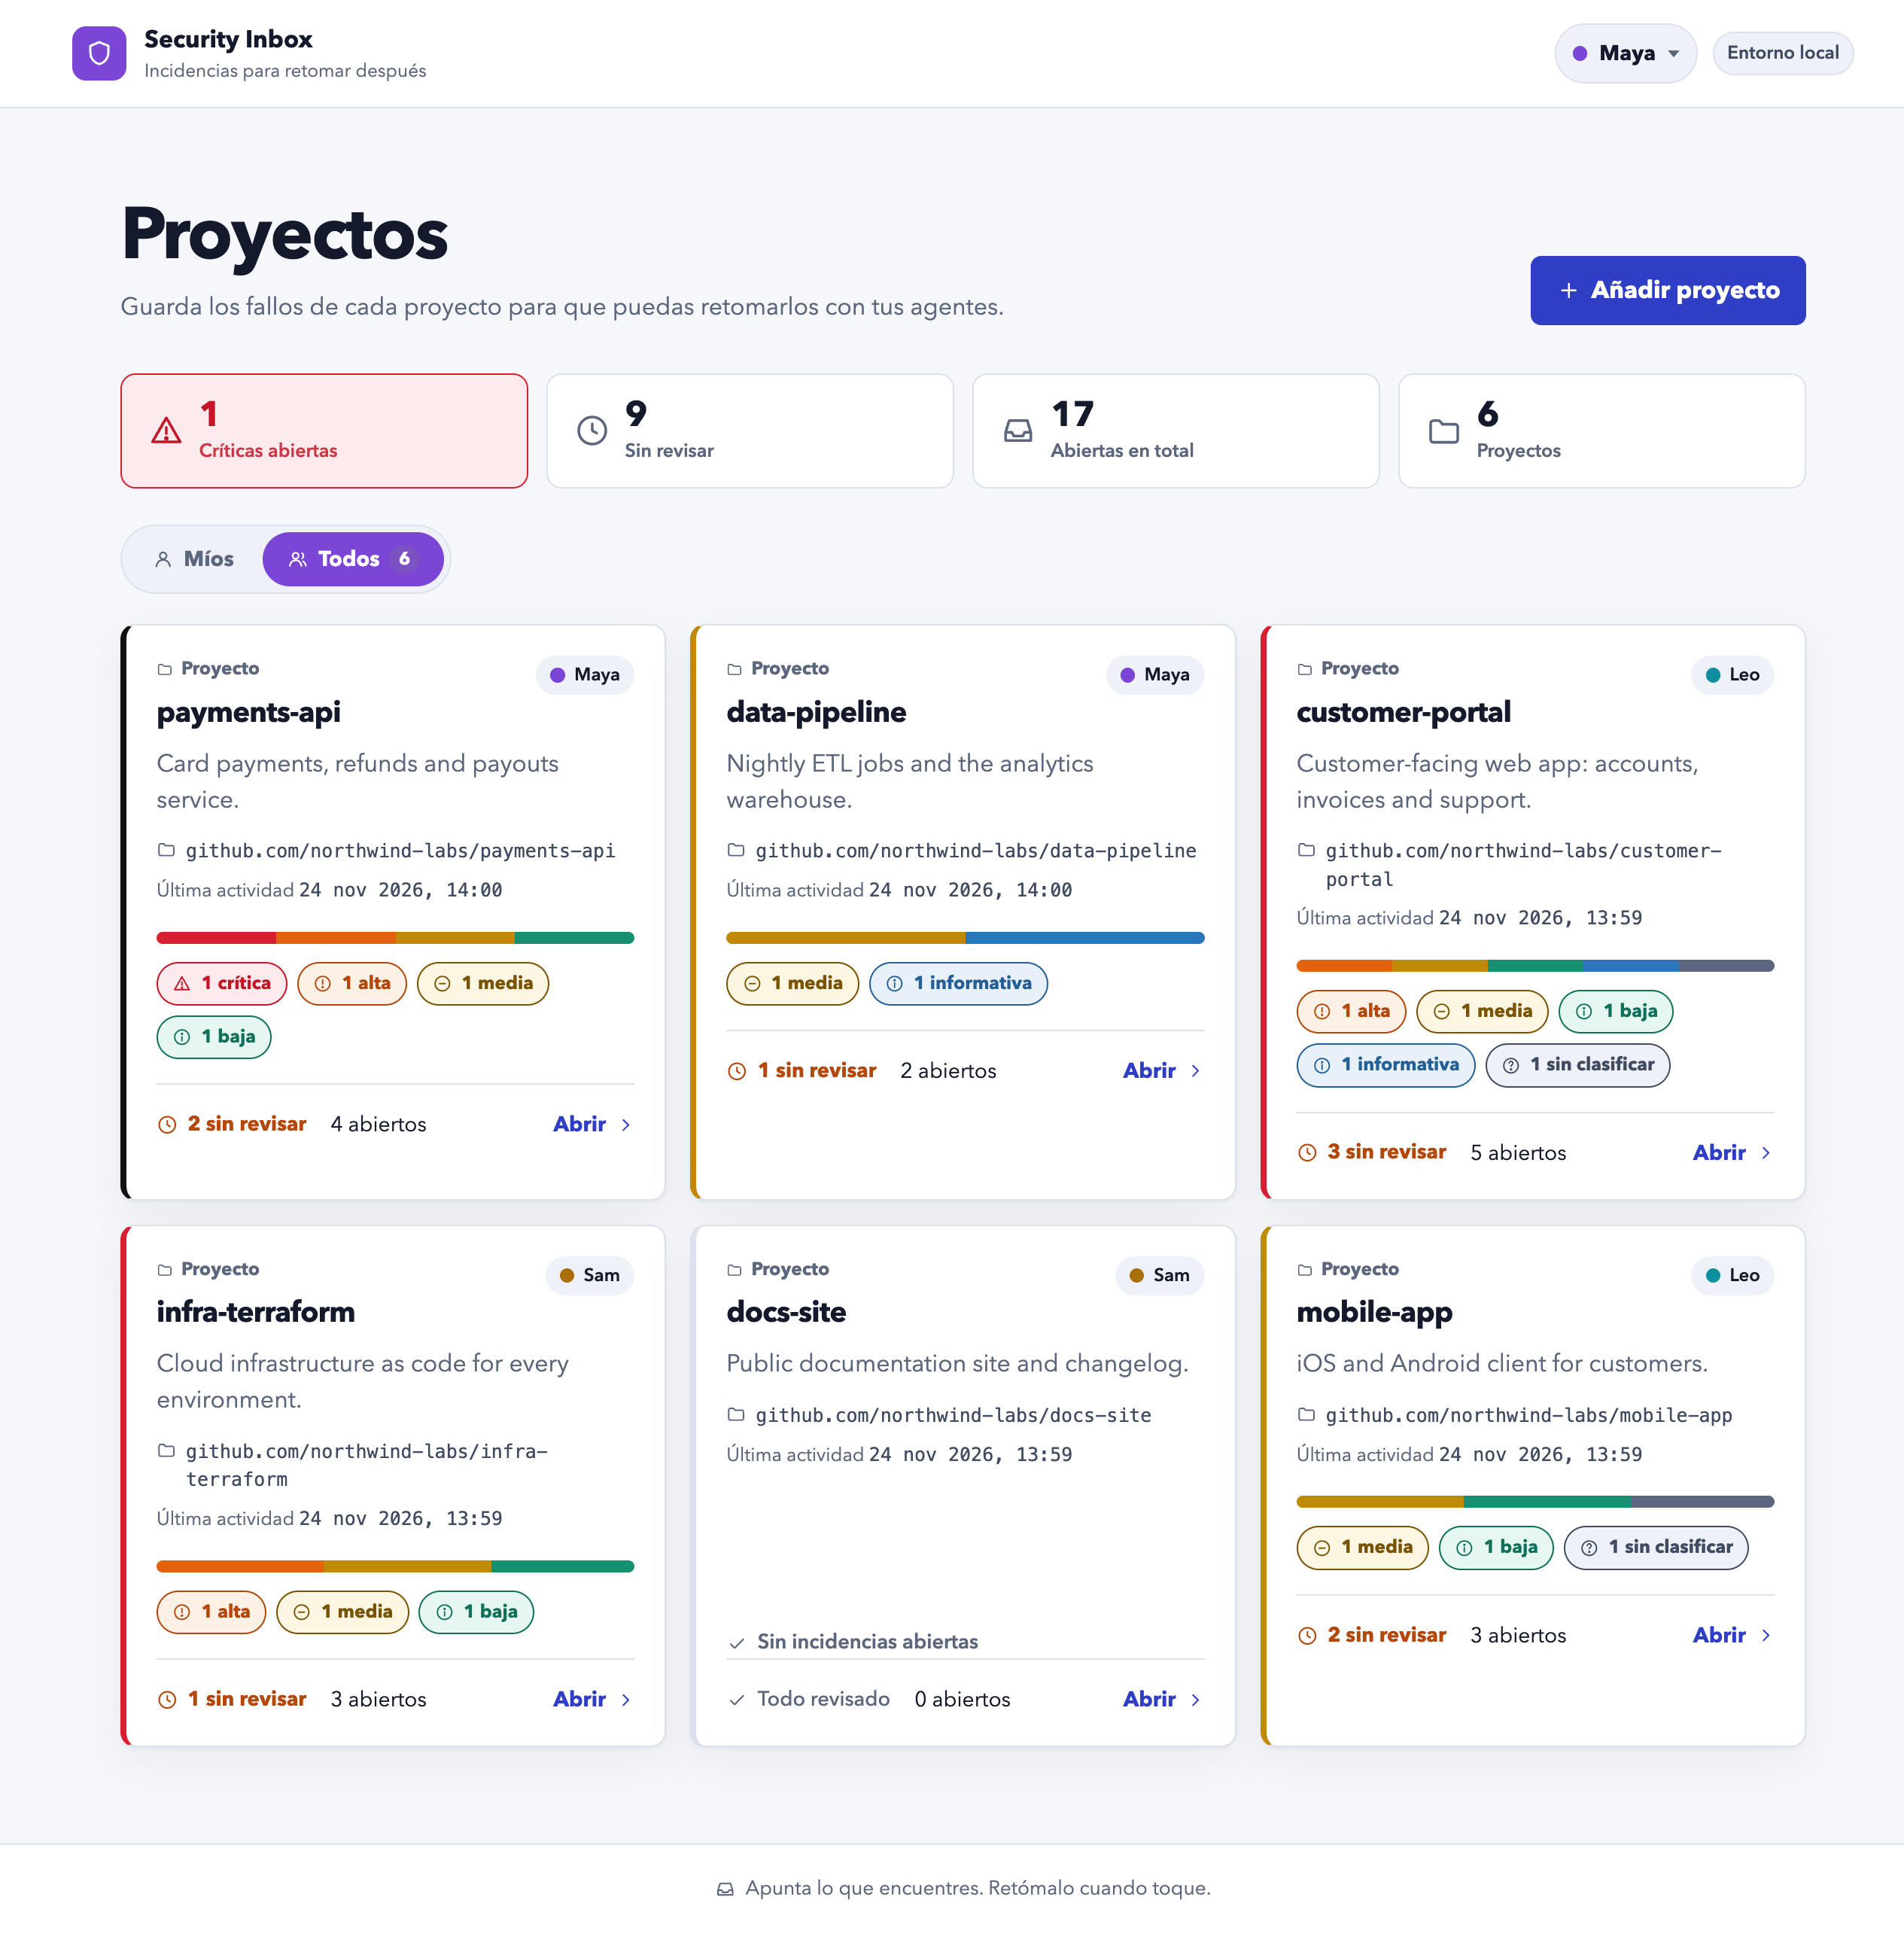 Security Inbox
Incidencias para retomar después
Maya
Entorno local
Proyectos
Guarda los fallos de cada proyecto para que puedas retomarlos con tus agentes.
+ Añadir proyecto
1
Críticas abiertas
9
Sin revisar
17
Abiertas en total
6
Proyectos
Míos
Todos 6
Proyecto
Maya
payments-api
Card payments, refunds and payouts
service.
github.com/northwind-labs/payments-api
Última actividad 24 nov 2026, 14:00
1 crítica
1 alta
1 media
1 baja
2 sin revisar
4 abiertos
Abrir
Proyecto
Maya
data-pipeline
Nightly ETL jobs and the analytics
warehouse.
github.com/northwind-labs/data-pipeline
Última actividad 24 nov 2026, 14:00
1 media
1 informativa
1 sin revisar
2 abiertos
Abrir
Proyecto
Leo
customer-portal
Customer-facing web app: accounts,
invoices and support.
github.com/northwind-labs/customer-
portal
Última actividad 24 nov 2026, 13:59
1 alta
1 media
1 baja
1 informativa
1 sin clasificar
3 sin revisar
5 abiertos
Abrir
Proyecto
Sam
infra-terraform
Cloud infrastructure as code for every
environment.
github.com/northwind-labs/infra-
terraform
Última actividad 24 nov 2026, 13:59
1 alta
1 media
1 baja
1 sin revisar
3 abiertos
Abrir
Proyecto
Sam
docs-site
Public documentation site and changelog.
github.com/northwind-labs/docs-site
Última actividad 24 nov 2026, 13:59
Sin incidencias abiertas
Todo revisado
0 abiertos
Abrir
Proyecto
Leo
mobile-app
iOS and Android client for customers.
github.com/northwind-labs/mobile-app
Última actividad 24 nov 2026, 13:59
1 media
1 baja
1 sin clasificar
2 sin revisar
3 abiertos
Abrir
Apunta lo que encuentres. Retómalo cuando toque.